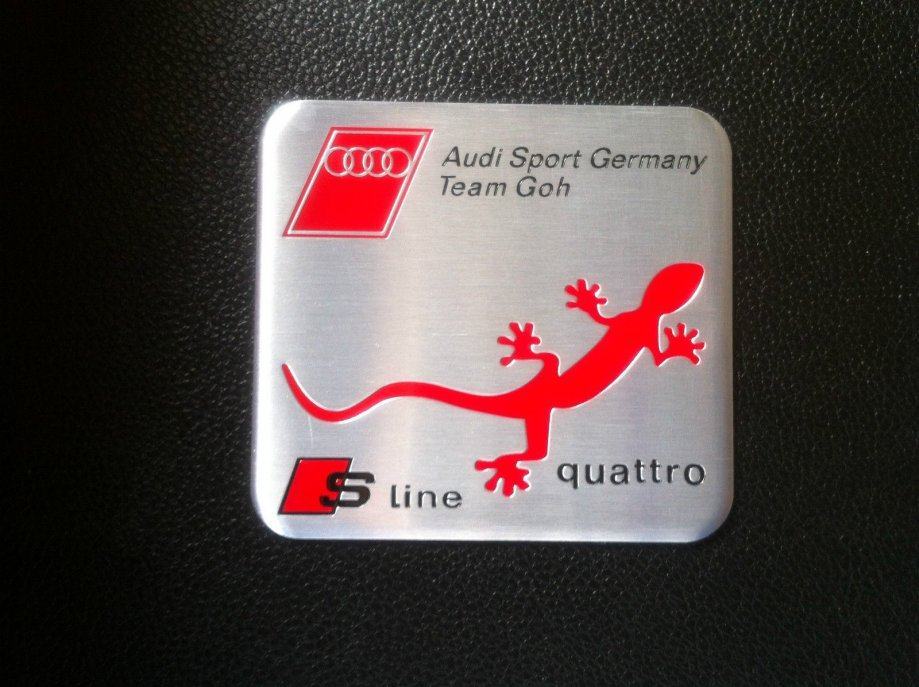 Audi Sport Germany
Team Goh
quattro
S line